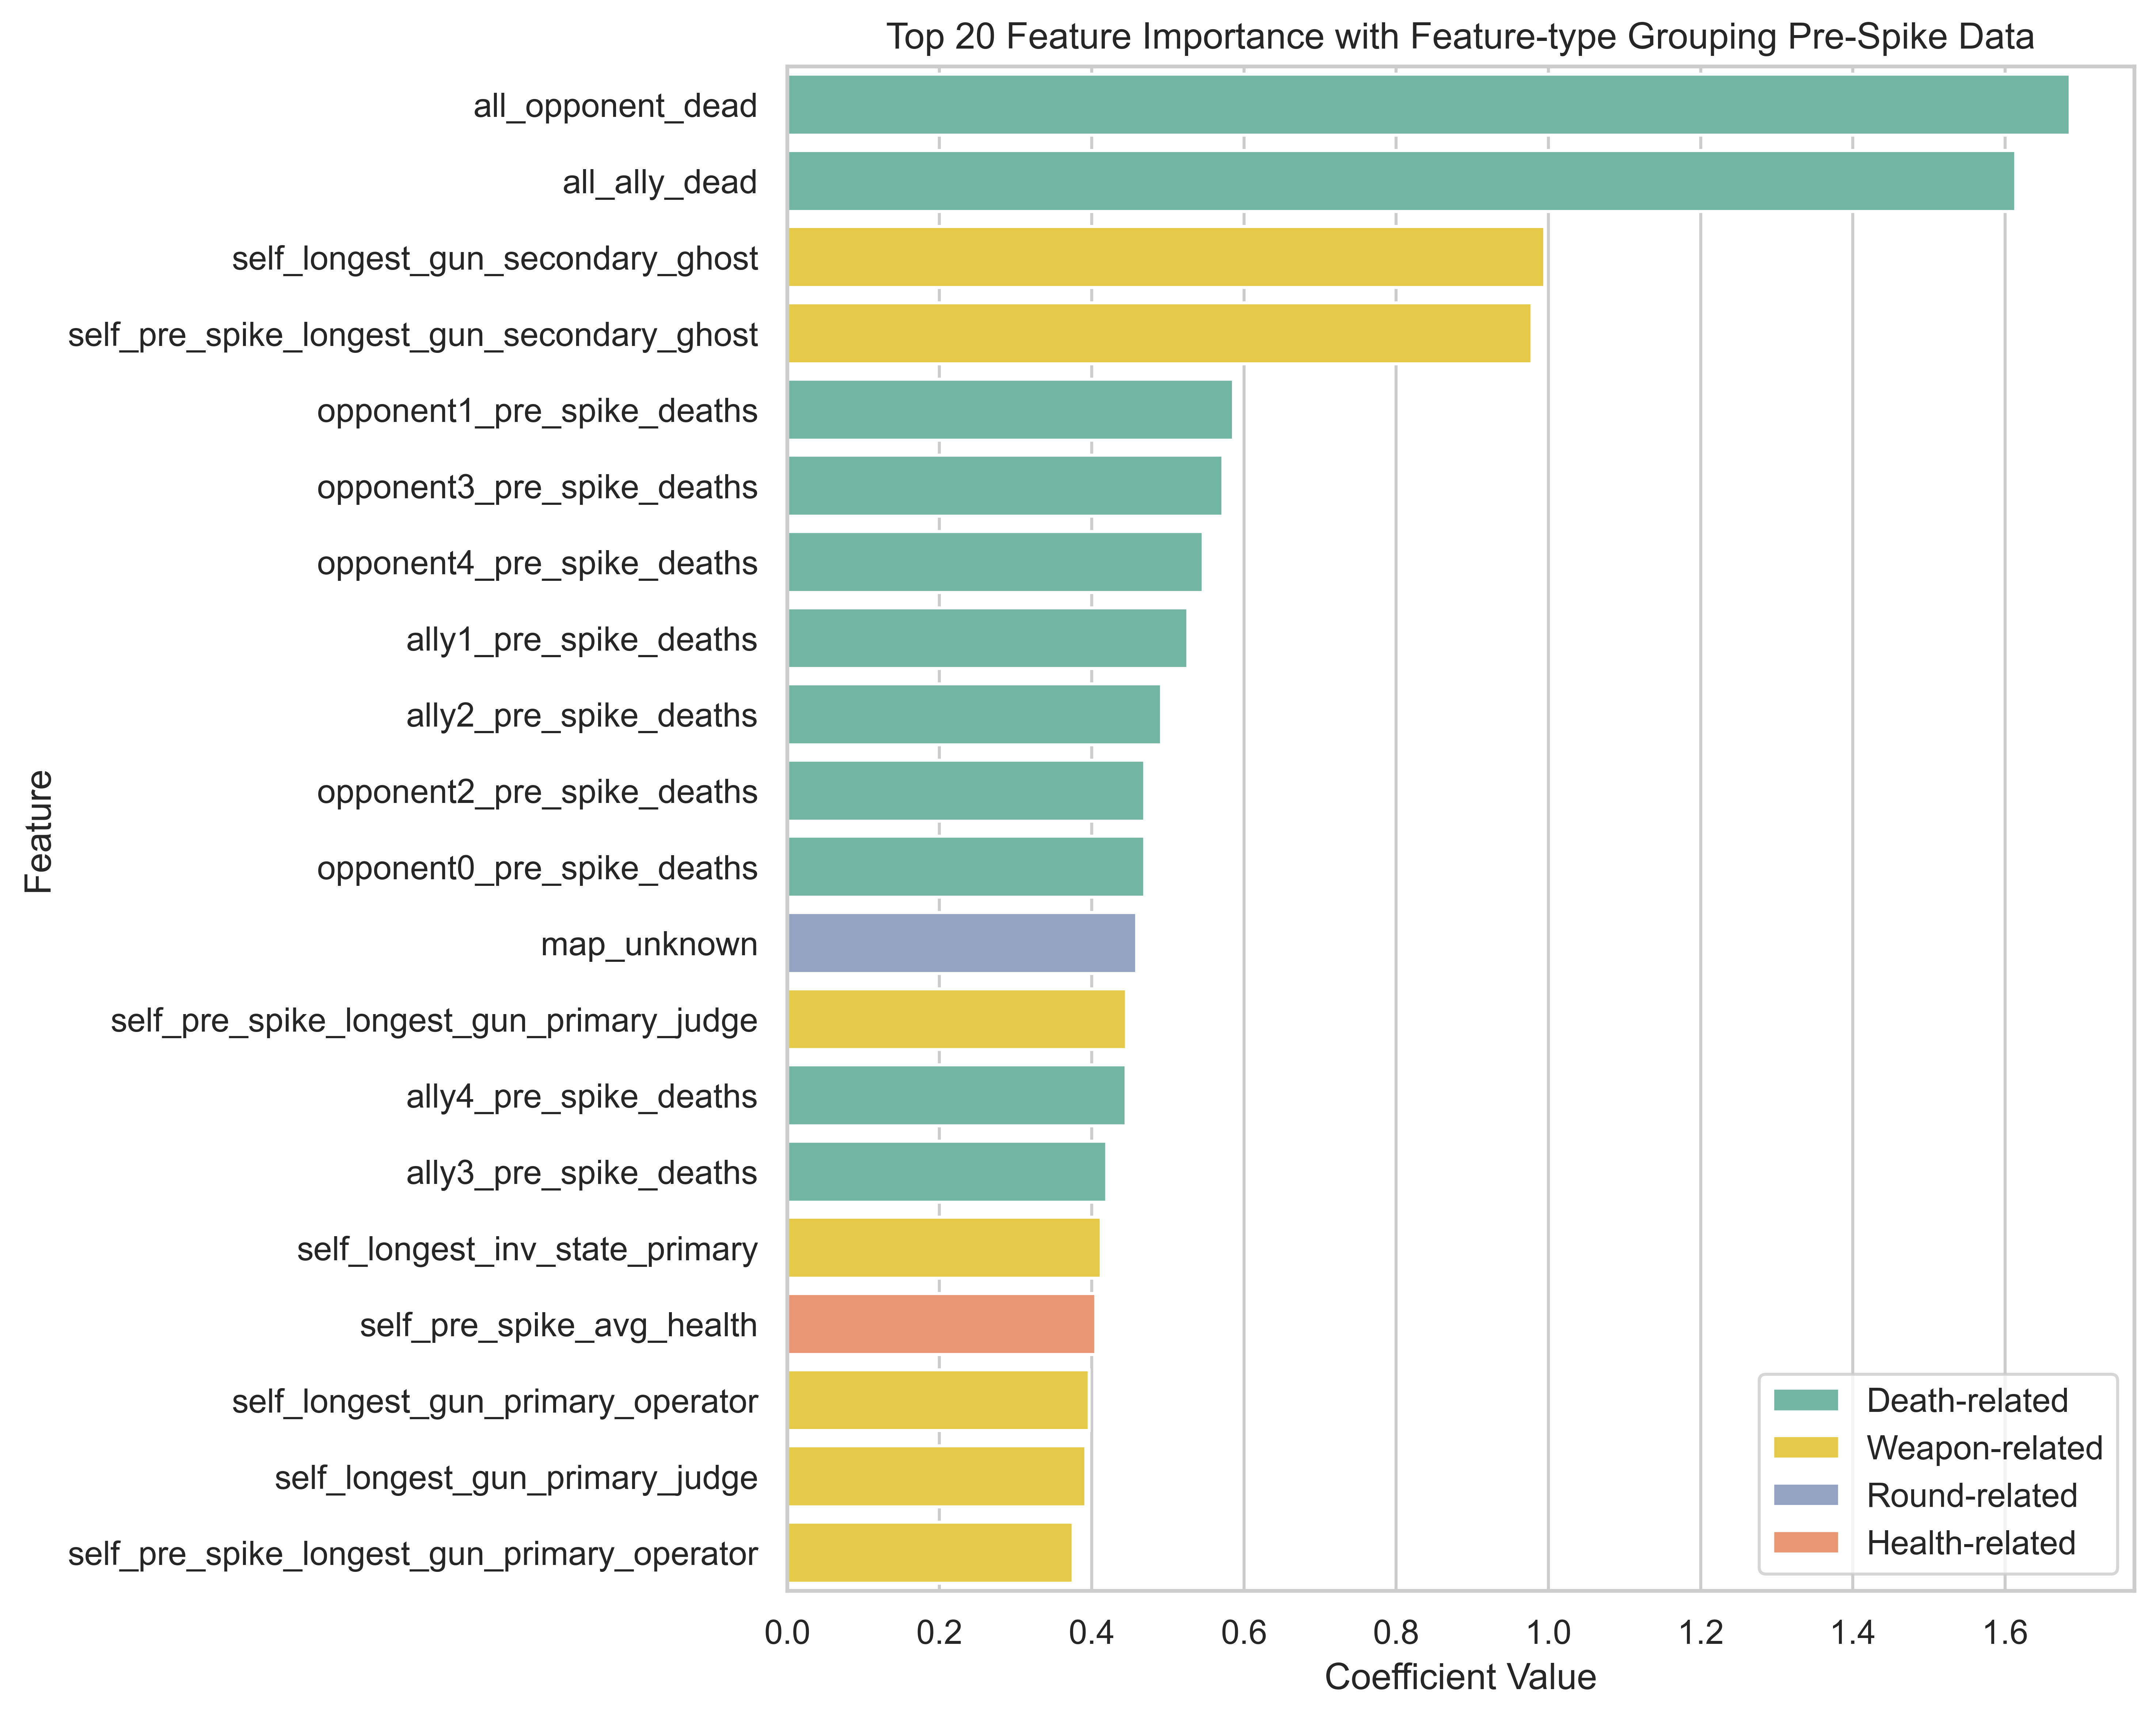 Top 20 Feature Importance with Feature-type Grouping Pre-Spike Data
all_opponent_dead
all_ally_dead
self_longest_gun_secondary_ghost
self_pre_spike_longest_gun_secondary_ghost
opponent1_pre_spike_deaths
opponent3_pre_spike_deaths
opponent4_pre_spike_deaths
ally1_pre_spike_deaths
ally2_pre_spike_deaths
opponent2_pre_spike_deaths
opponent0_pre_spike_deaths
map_unknown
self_pre_spike_longest_gun_primary_judge
ally4_pre_spike_deaths
ally3_pre_spike_deaths
self_longest_inv_state_primary
self_pre_spike_avg_health
self_longest_gun_primary_operator
self_longest_gun_primary_judge
self_pre_spike_longest_gun_primary_operator
Feature
Death-related
Weapon-related
Round-related
Health-related
0.0 0.2 0.4 0.6 0.8 1.0 1.2 1.4 1.6
Coefficient Value